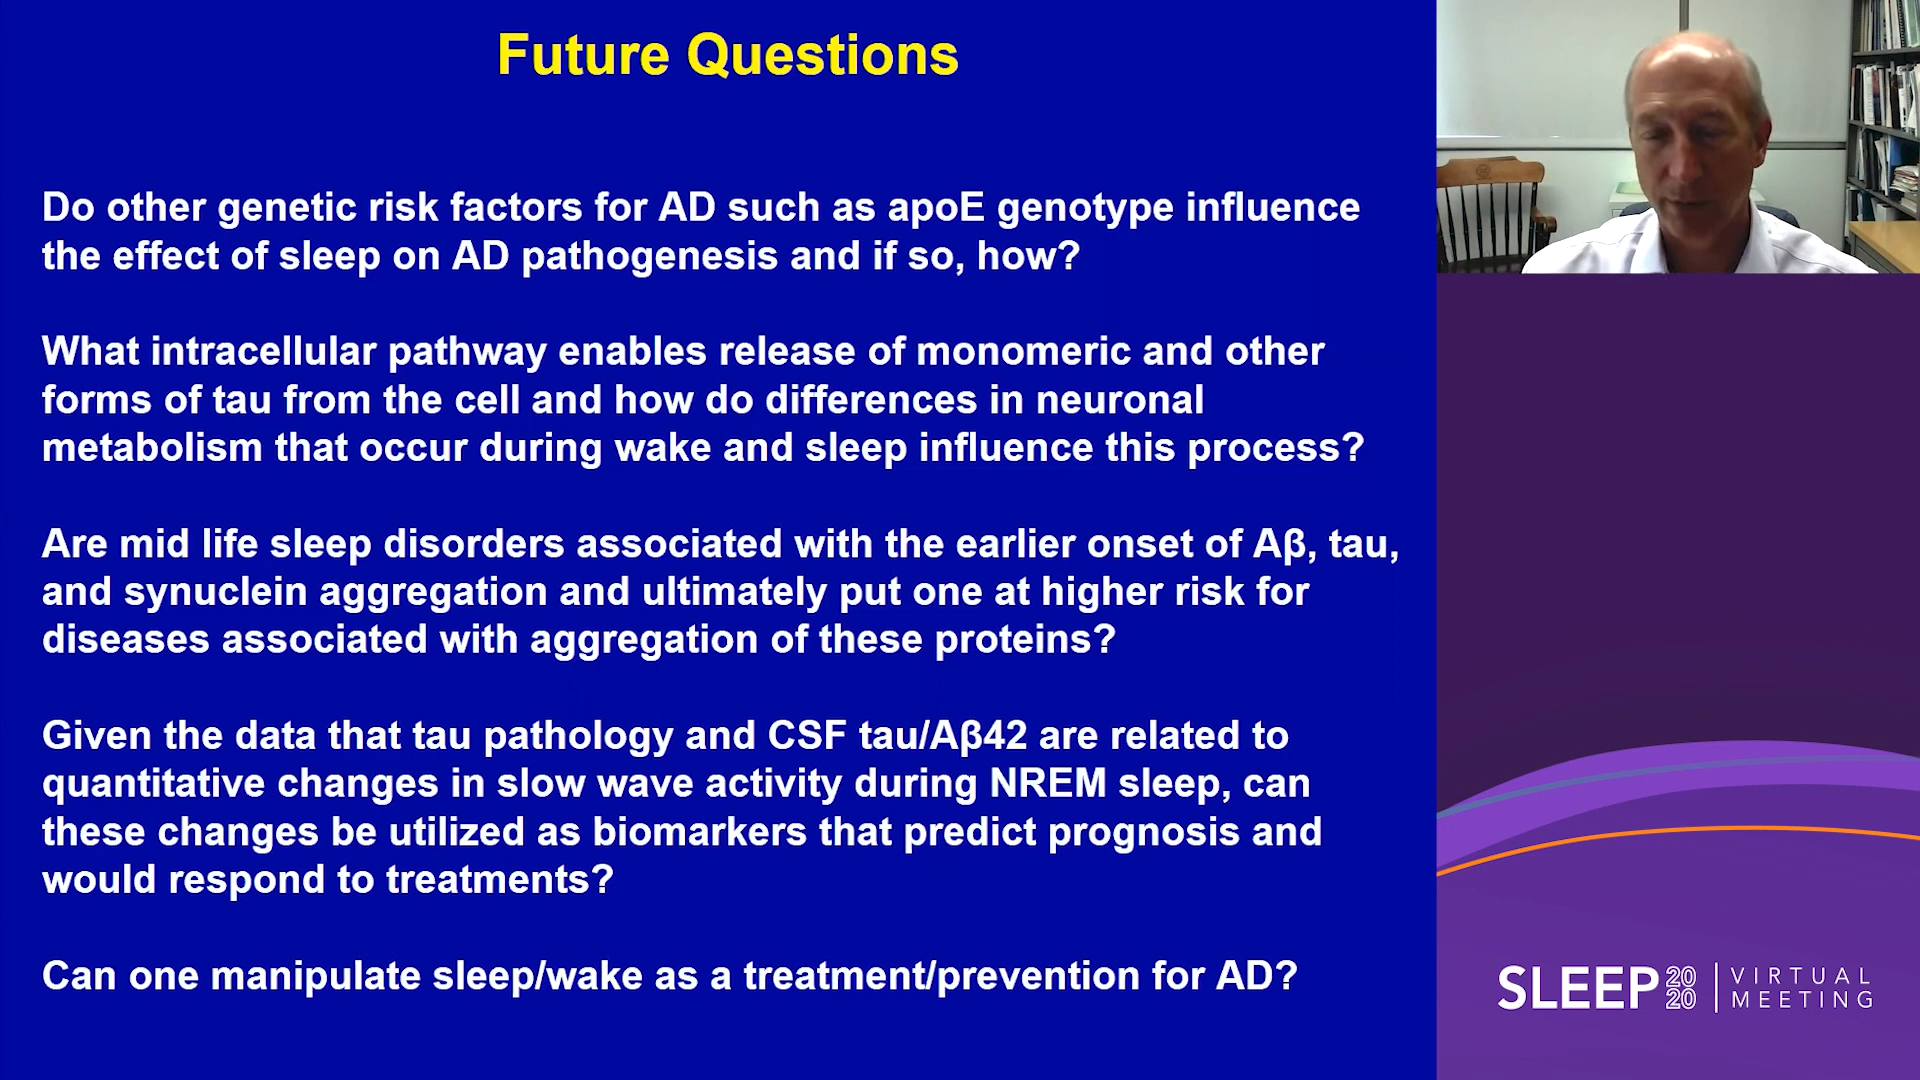 Future Questions
Do other genetic risk factors for AD such as apoE genotype influence
the effect of sleep on AD pathogenesis and if so, how?
What intracellular pathway enables release of monomeric and other
forms of tau from the cell and how do differences in neuronal
metabolism that occur during wake and sleep influence this process?
Are mid life sleep disorders associated with the earlier onset of Aβ, tau,
and synuclein aggregation and ultimately put one at higher risk for
diseases associated with aggregation of these proteins?
Given the data that tau pathology and CSF tau/Aβ42 are related to
quantitative changes in slow wave activity during NREM sleep, can
these changes be utilized as biomarkers that predict prognosis and
would respond to treatments?
Can one manipulate sleep/wake as a treatment/prevention for AD?
SLEEP 2020 | VIRTUAL
MEETING